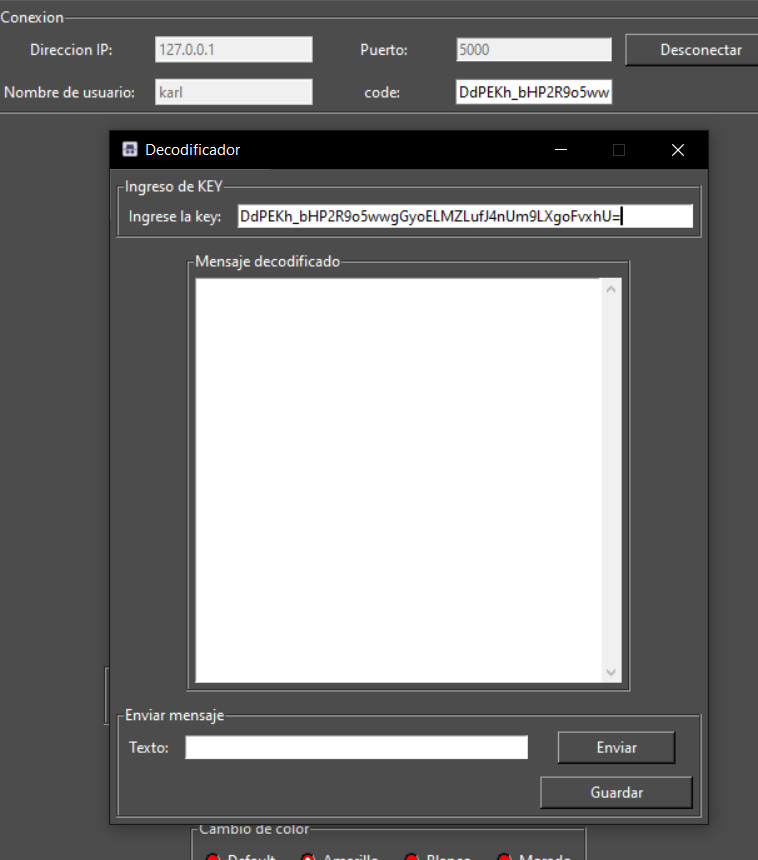 Conexion
Direccion IP: 127.0.0.1 Puerto: 5000 Desconectar
Nombre de usuario: karl code: DdPEKh_bHP2R9o5ww
Decodificador
Ingreso de KEY
Ingrese la key: DdPEKh_bHP2R9o5wwgGyoELMZLufJ4nUm9LXgoFvxhU=
Mensaje decodificado
Enviar mensaje
Texto: Enviar
Guardar
Cambio de color
Default Amarillo Blanco Morado